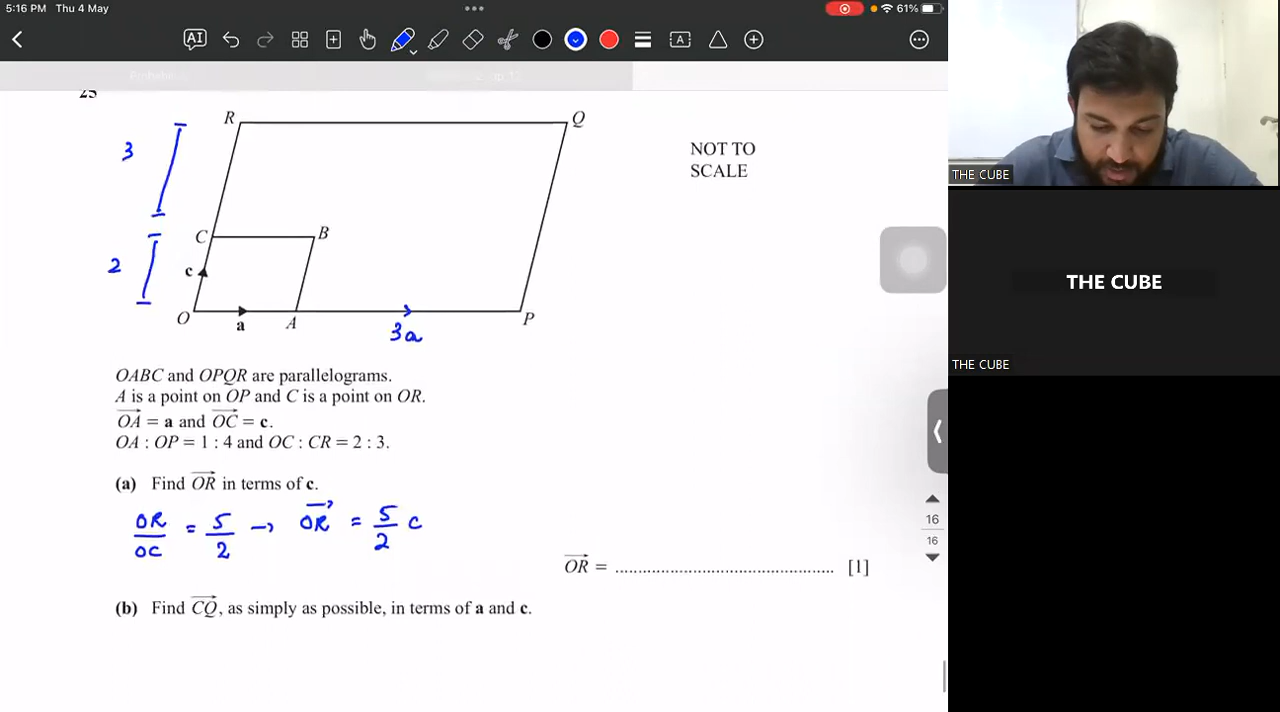 5:16 PM Thu 4 May
61%
AI
A
25
R
Q
NOT TO
SCALE
3
THE CUBE
C
B
2
c
O
a
A
P
3a
THE CUBE
THE CUBE
OABC and OPQR are parallelograms.
A is a point on OP and C is a point on OR.
OA = a and OC = c.
OA : OP = 1 : 4 and OC : CR = 2 : 3.
(a) Find OR in terms of c.
OR/OC = 5/2 → OR = 5/2 c
16
16
OR = ................................................ [1]
(b) Find CQ, as simply as possible, in terms of a and c.